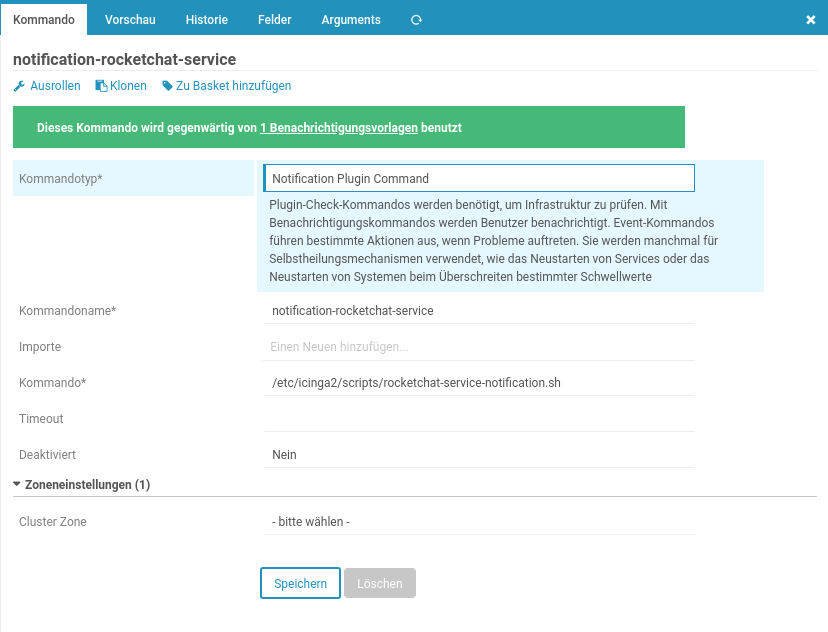 Kommando Vorschau Historie Felder Arguments
notification-rocketchat-service
Ausrollen Klonen Zu Basket hinzufügen
Dieses Kommando wird gegenwärtig von 1 Benachrichtigungsvorlagen benutzt
Kommandotyp* Notification Plugin Command
Plugin-Check-Kommandos werden benötigt, um Infrastruktur zu prüfen. Mit
Benachrichtigungskommandos werden Benutzer benachrichtigt. Event-Kommandos
führen bestimmte Aktionen aus, wenn Probleme auftreten. Sie werden manchmal für
Selbstheilungsmechanismen verwendet, wie das Neustarten von Services oder das
Neustarten von Systemen beim Überschreiten bestimmter Schwellwerte
Kommandoname* notification-rocketchat-service
Importe Einen Neuen hinzufügen...
Kommando* /etc/icinga2/scripts/rocketchat-service-notification.sh
Timeout
Deaktiviert Nein
Zoneneinstellungen (1)
Cluster Zone - bitte wählen -
Speichern Löschen